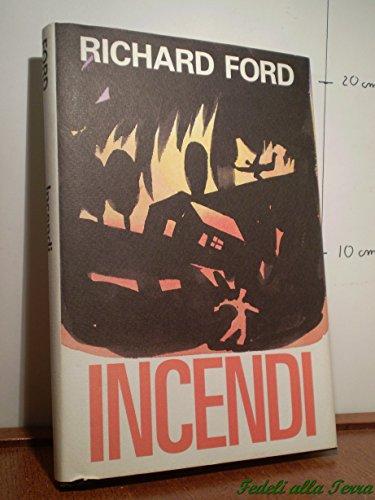 RICHARD FORD
INCENDI
FORD
Incendi
20 cm
10 cm
Fedeli alla Terra